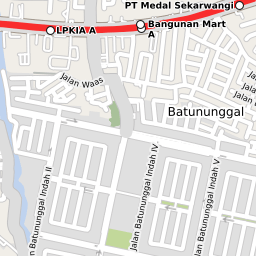 PT Medal Sekarwangi
Bangunan Mart
A
LPKIA A
Jalan Waas
Batununggal
Jalan Batununggal Indah II
Jalan Batununggal Indah IV
Jalan Batununggal Indah V